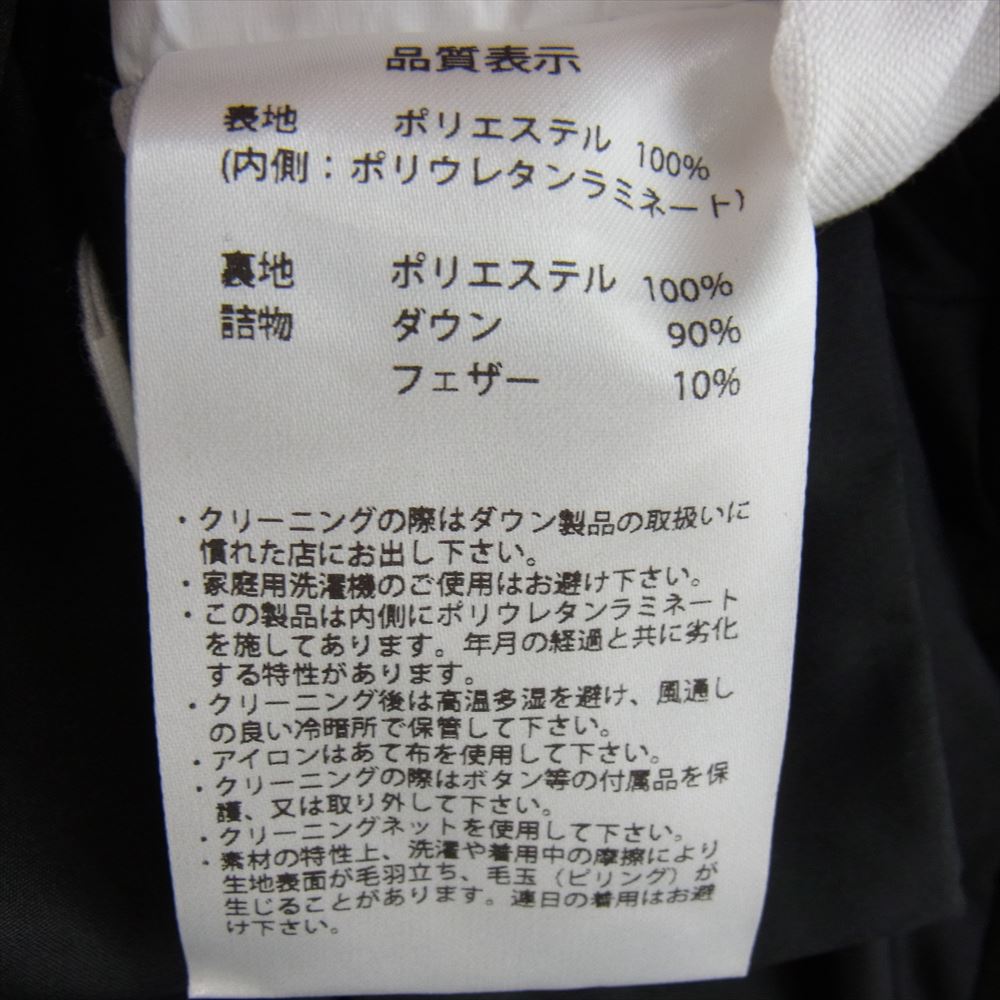 品質表示
表地 ポリエステル 100%
(内側：ポリウレタンラミネート)
裏地 ポリエステル 100%
詰物 ダウン 90%
フェザー 10%
・クリーニングの際はダウン製品の取扱いに
慣れた店にお出し下さい。
・家庭用洗濯機のご使用はお避け下さい。
・この製品は内側にポリウレタンラミネート
を施してあります。年月の経過と共に劣化
する特性があります。
・クリーニング後は高温多湿を避け、風通し
の良い冷暗所で保管して下さい。
・アイロンはあて布を使用して下さい。
・クリーニングの際はボタン等の付属品を保
護、又は取り外して下さい。
・クリーニングネットを使用して下さい。
・素材の特性上、洗濯や着用中の摩擦により
生地表面が毛羽立ち、毛玉（ピリング）が
生じることがあります。連日の着用はお避
け下さい。